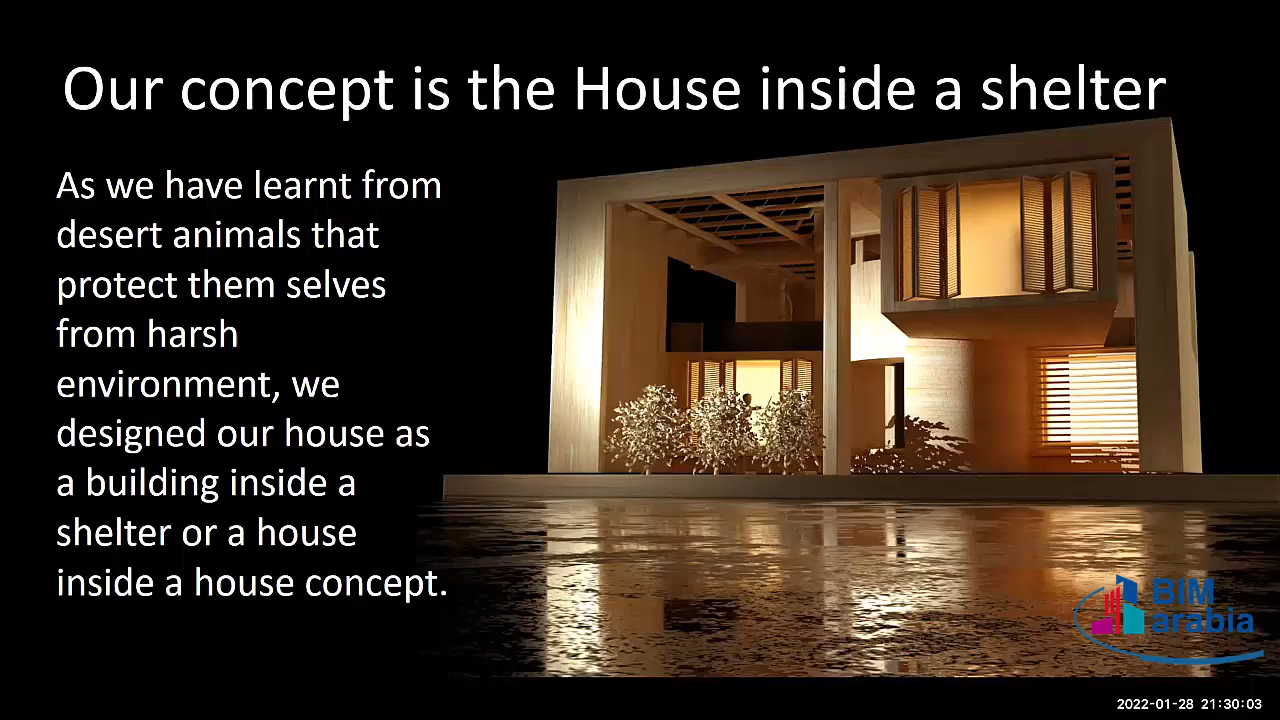 Our concept is the House inside a shelter
As we have learnt from
desert animals that
protect them selves
from harsh
environment, we
designed our house as
a building inside a
shelter or a house
inside a house concept.
BIM
arabia
2022-01-28 21:30:03